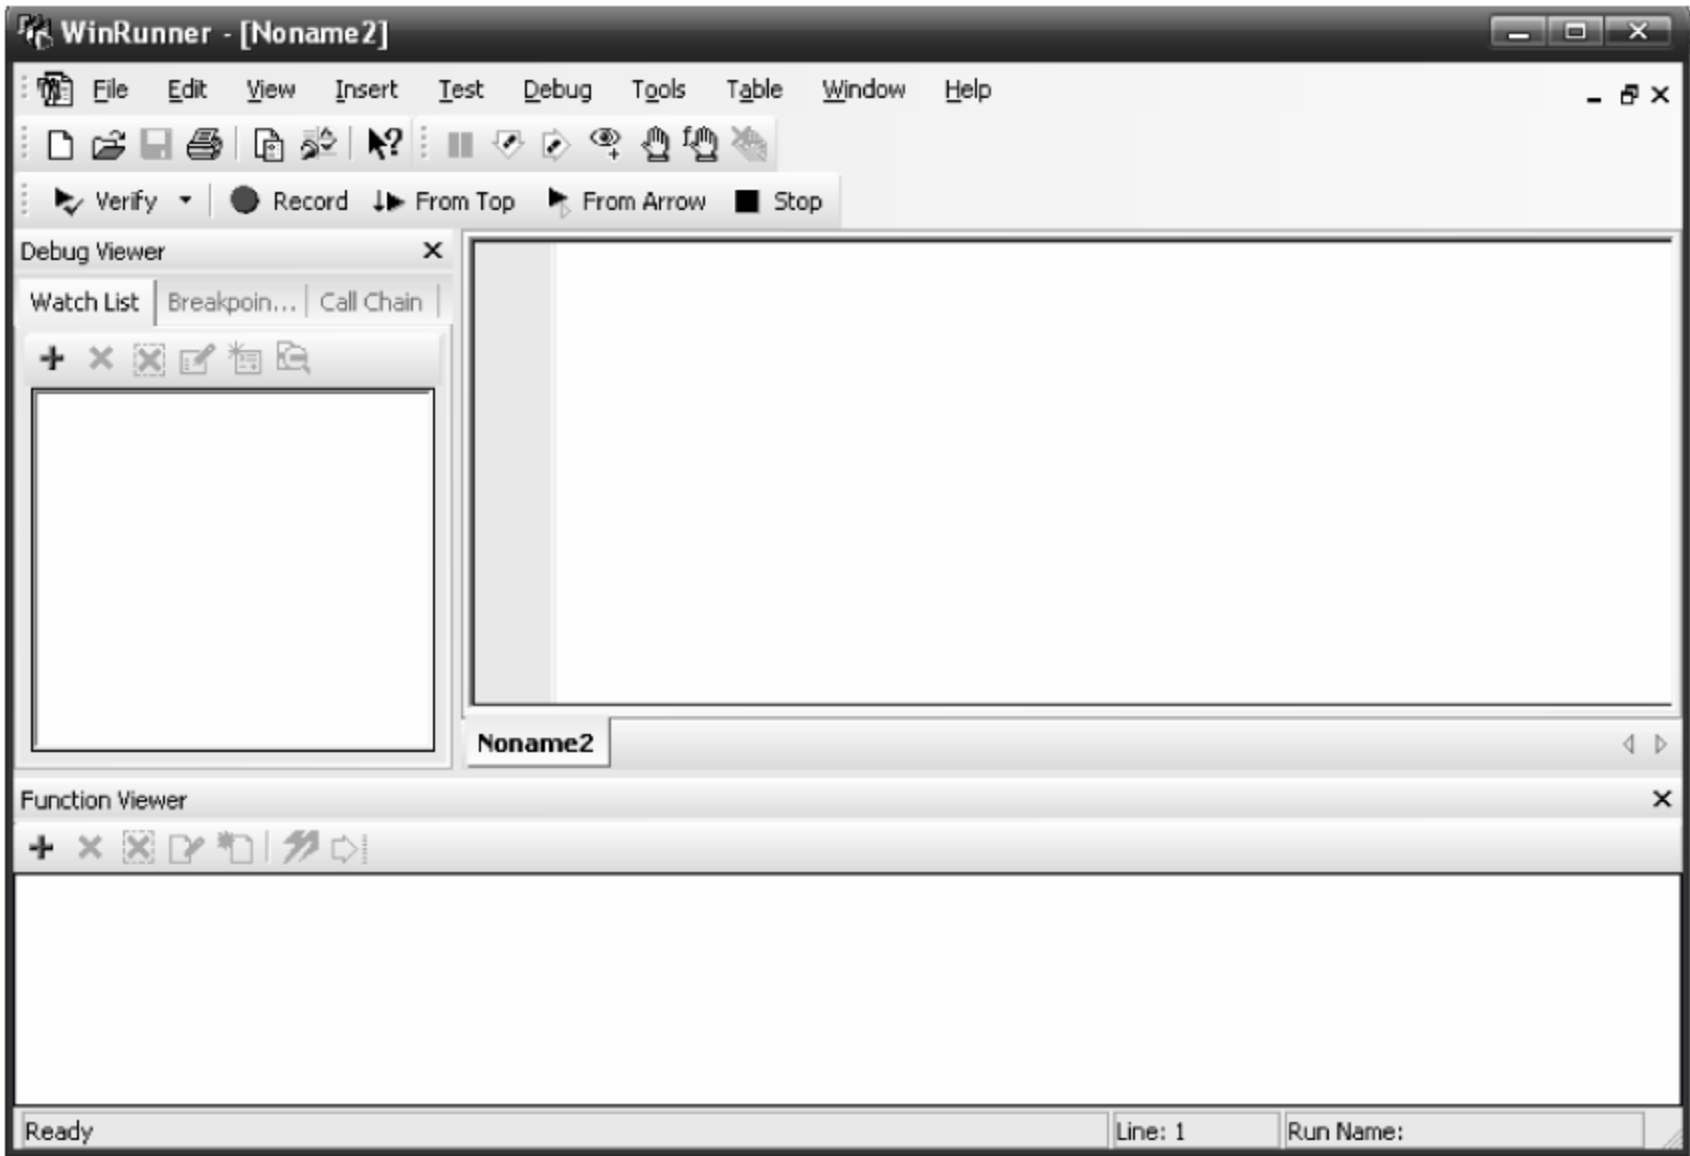 WinRunner - [Noname2]
File Edit View Insert Test Debug Tools Table Window Help
Verify Record From Top From Arrow Stop
Debug Viewer
Watch List Breakpoin... Call Chain
Noname2
Function Viewer
Ready Line: 1 Run Name: